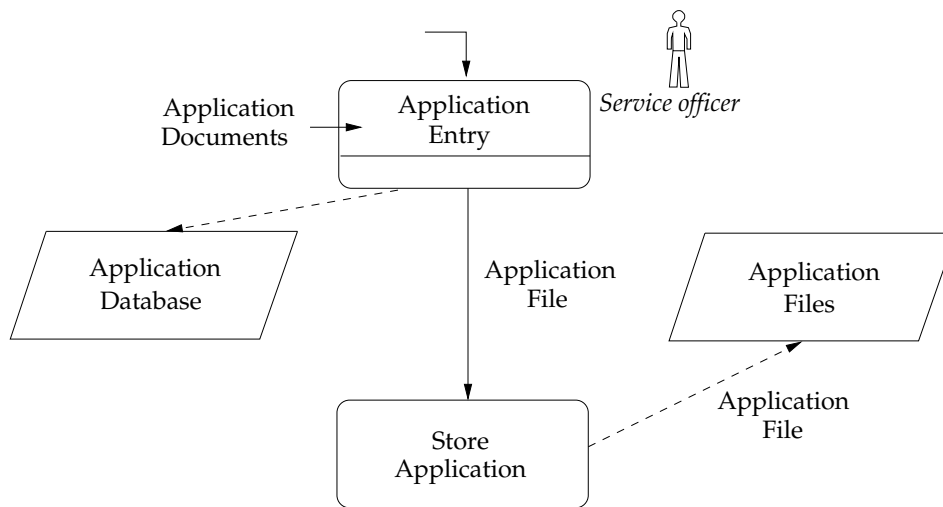 Application
Entry
Service officer
Application
Documents
Application
Database
Application
File
Application
Files
Application
File
Store
Application